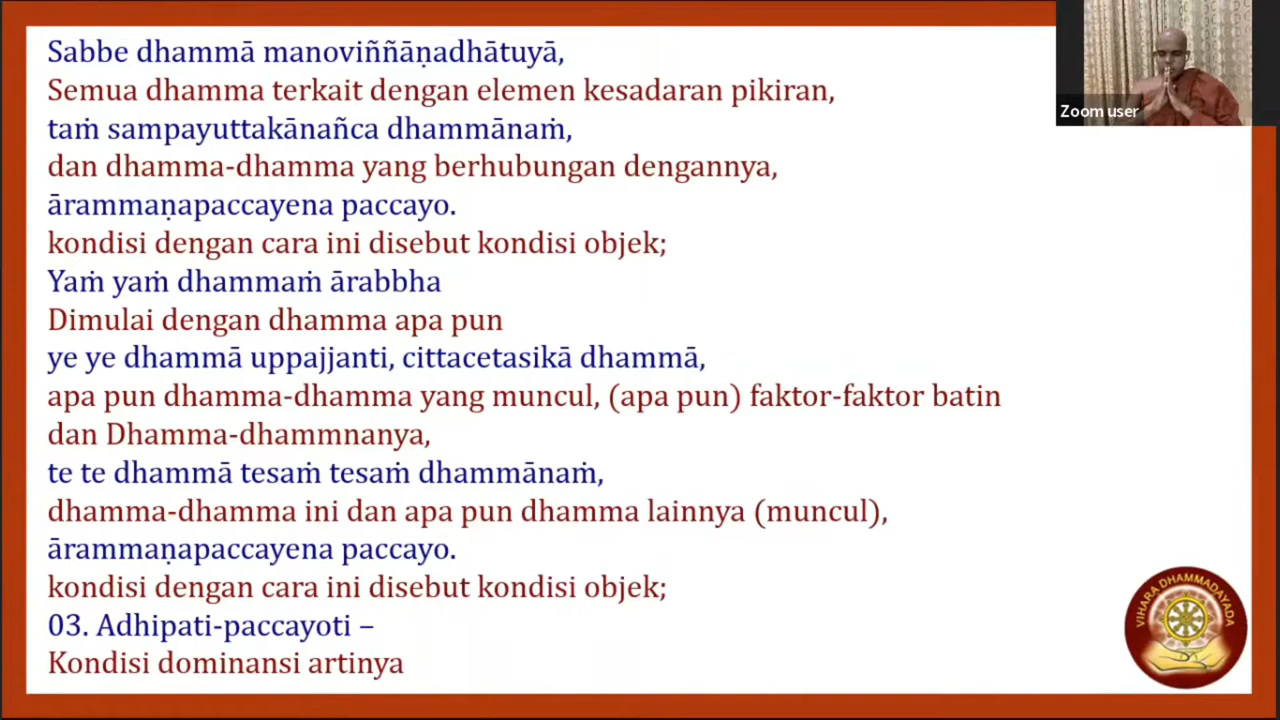 Sabbe dhammā manoviññāṇadhātuyā,
Semua dhamma terkait dengan elemen kesadaran pikiran,
taṁ sampayuttakānañca dhammānaṁ,
dan dhamma-dhamma yang berhubungan dengannya,
ārammaṇapaccayena paccayo.
kondisi dengan cara ini disebut kondisi objek;
Yaṁ yaṁ dhammaṁ ārabbha
Dimulai dengan dhamma apa pun
ye ye dhammā uppajjanti, cittacetasikā dhammā,
apa pun dhamma-dhamma yang muncul, (apa pun) faktor-faktor batin
dan Dhamma-dhammnanya,
te te dhammā tesaṁ tesaṁ dhammānaṁ,
dhamma-dhamma ini dan apa pun dhamma lainnya (muncul),
ārammaṇapaccayena paccayo.
kondisi dengan cara ini disebut kondisi objek;
03. Adhipati-paccayoti –
Kondisi dominansi artinya
Zoom user
VIHARA DHAMMADAYADA